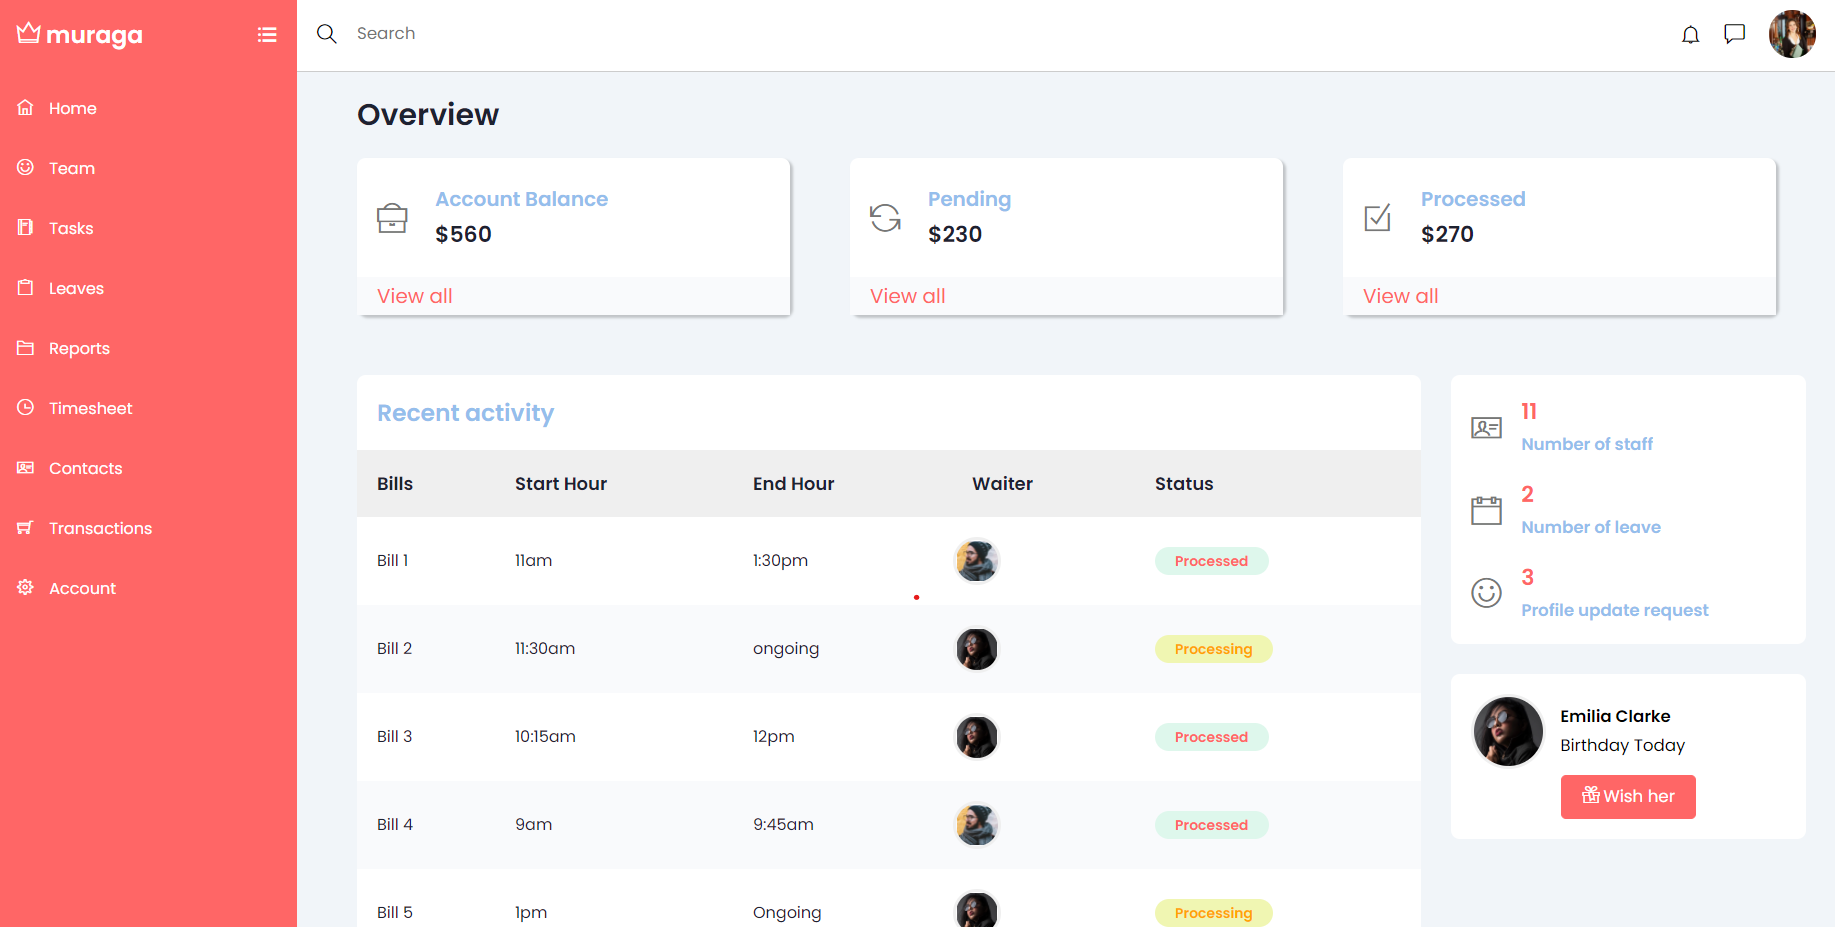 muraga
Search
Home
Team
Tasks
Leaves
Reports
Timesheet
Contacts
Transactions
Account
Overview
Account Balance
$560
View all
Pending
$230
View all
Processed
$270
View all
Recent activity
Bills Start Hour End Hour Waiter Status
Bill 1 11am 1:30pm Processed
Bill 2 11:30am ongoing Processing
Bill 3 10:15am 12pm Processed
Bill 4 9am 9:45am Processed
Bill 5 1pm Ongoing Processing
11
Number of staff
2
Number of leave
3
Profile update request
Emilia Clarke
Birthday Today
Wish her